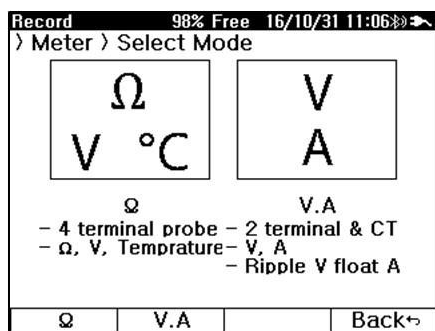 Record 98% Free 16/10/31 11:06
〉Meter 〉Select Mode
Ω V
V °C A
Ω V.A
- 4 terminal probe - 2 terminal & CT
- Ω, V, Temprature - V, A
- Ripple V float A
Ω V.A Back↰